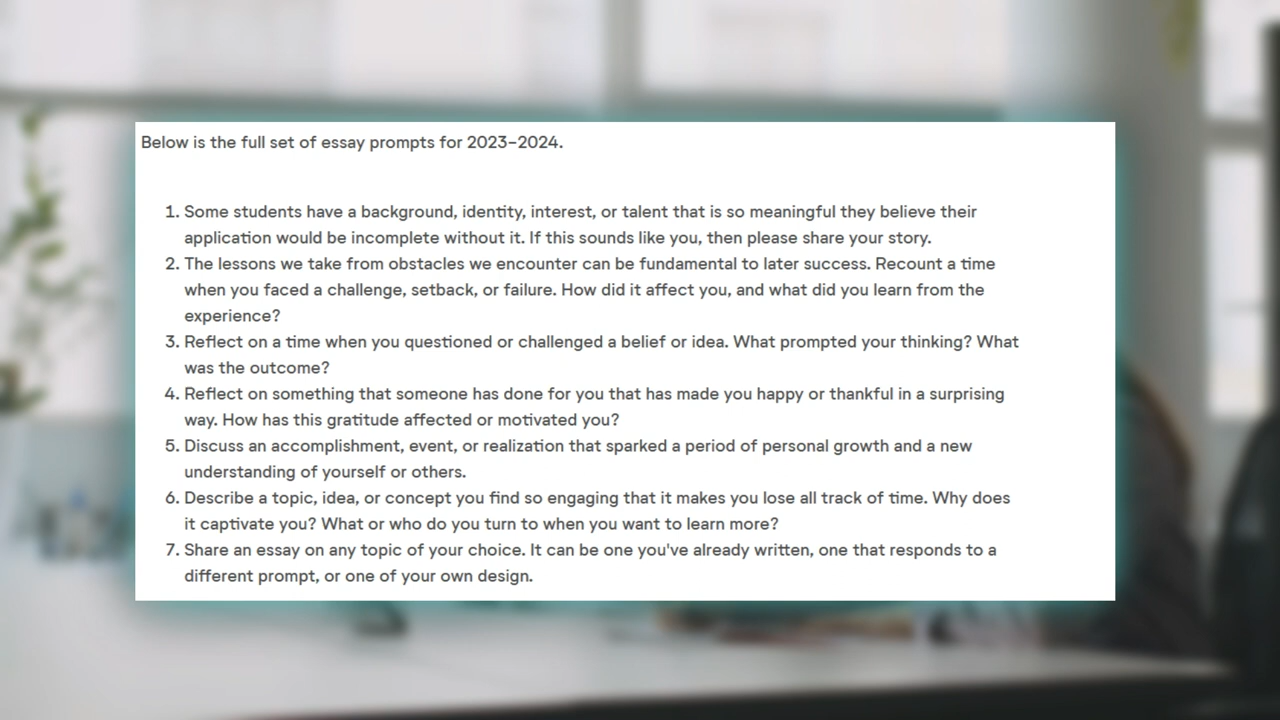 Below is the full set of essay prompts for 2023–2024.
1. Some students have a background, identity, interest, or talent that is so meaningful they believe their
application would be incomplete without it. If this sounds like you, then please share your story.
2. The lessons we take from obstacles we encounter can be fundamental to later success. Recount a time
when you faced a challenge, setback, or failure. How did it affect you, and what did you learn from the
experience?
3. Reflect on a time when you questioned or challenged a belief or idea. What prompted your thinking? What
was the outcome?
4. Reflect on something that someone has done for you that has made you happy or thankful in a surprising
way. How has this gratitude affected or motivated you?
5. Discuss an accomplishment, event, or realization that sparked a period of personal growth and a new
understanding of yourself or others.
6. Describe a topic, idea, or concept you find so engaging that it makes you lose all track of time. Why does
it captivate you? What or who do you turn to when you want to learn more?
7. Share an essay on any topic of your choice. It can be one you've already written, one that responds to a
different prompt, or one of your own design.